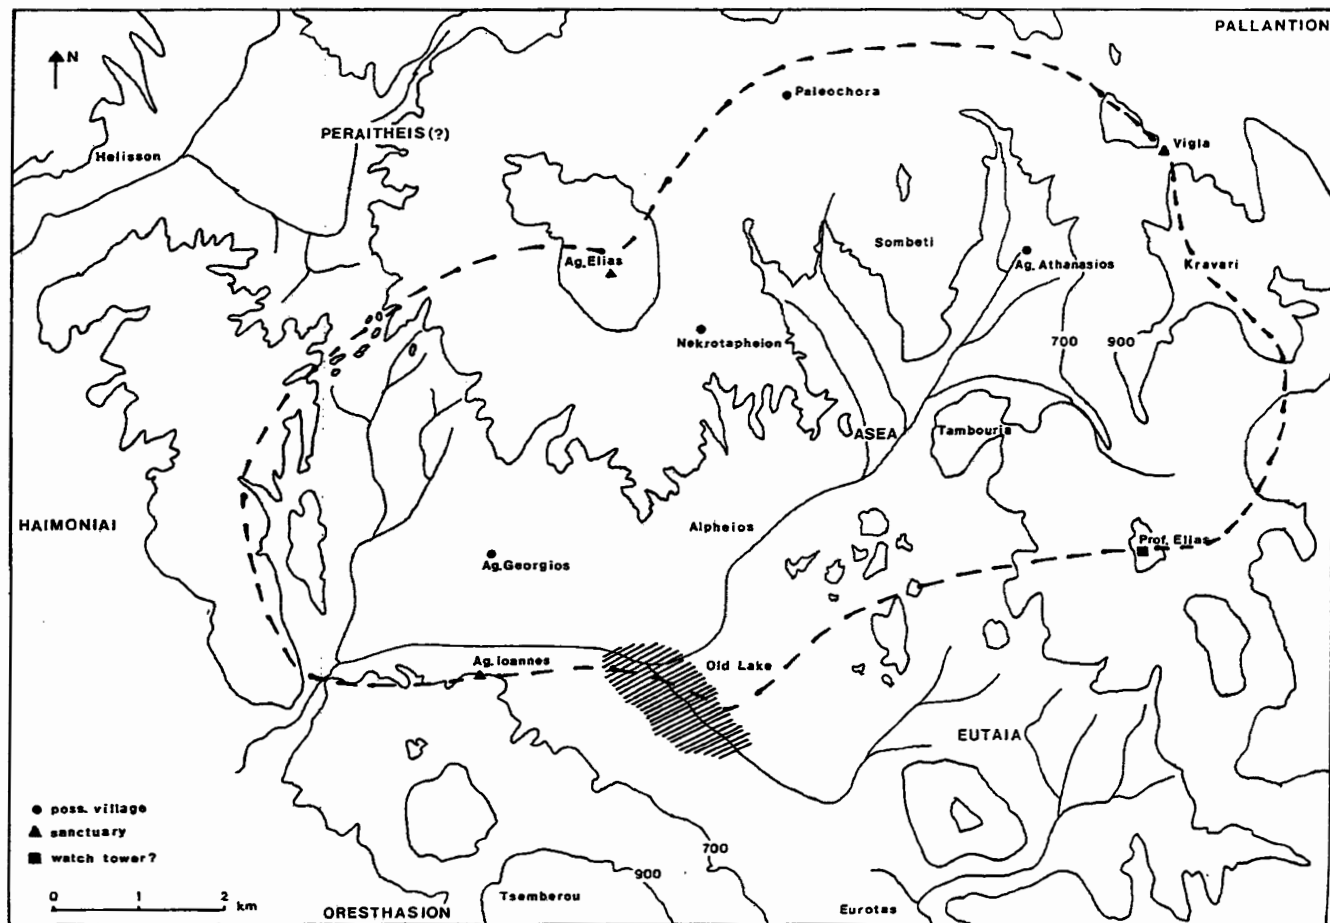 PALLANTION
N
Paleochora
PERAITHEIS(?)
Helisson
Vigla
Sombeti
Ag. Elias
Ag. Athanasios
Kravari
Nekrotapheion
700 900
ASEA
Tambouria
HAIMONIAI
Alpheios
Prof. Elias
Ag. Georgios
Ag. Ioannes
Old Lake
EUTAIA
poss. village
sanctuary
watch tower?
700
900
0 1 2 km
Tsemberou
ORESTHASION
Eurotas